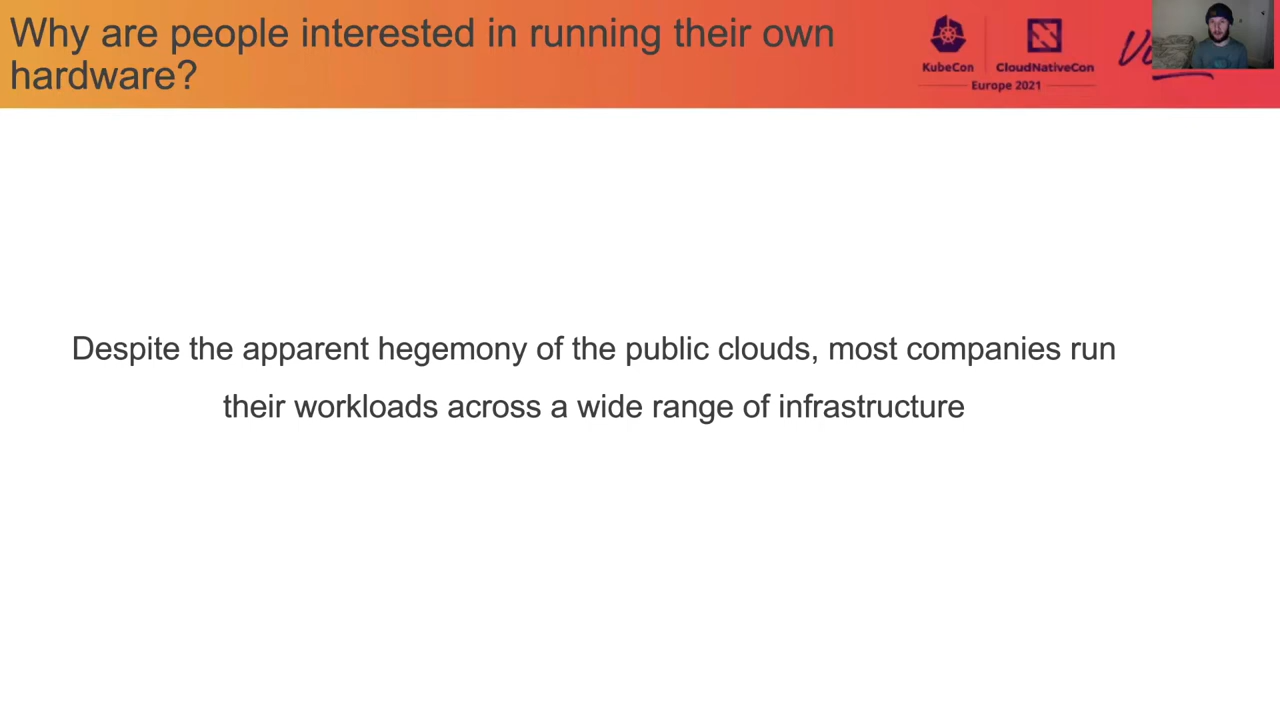 Why are people interested in running their own
hardware?
KubeCon
CloudNativeCon
Europe 2021
Despite the apparent hegemony of the public clouds, most companies run
their workloads across a wide range of infrastructure